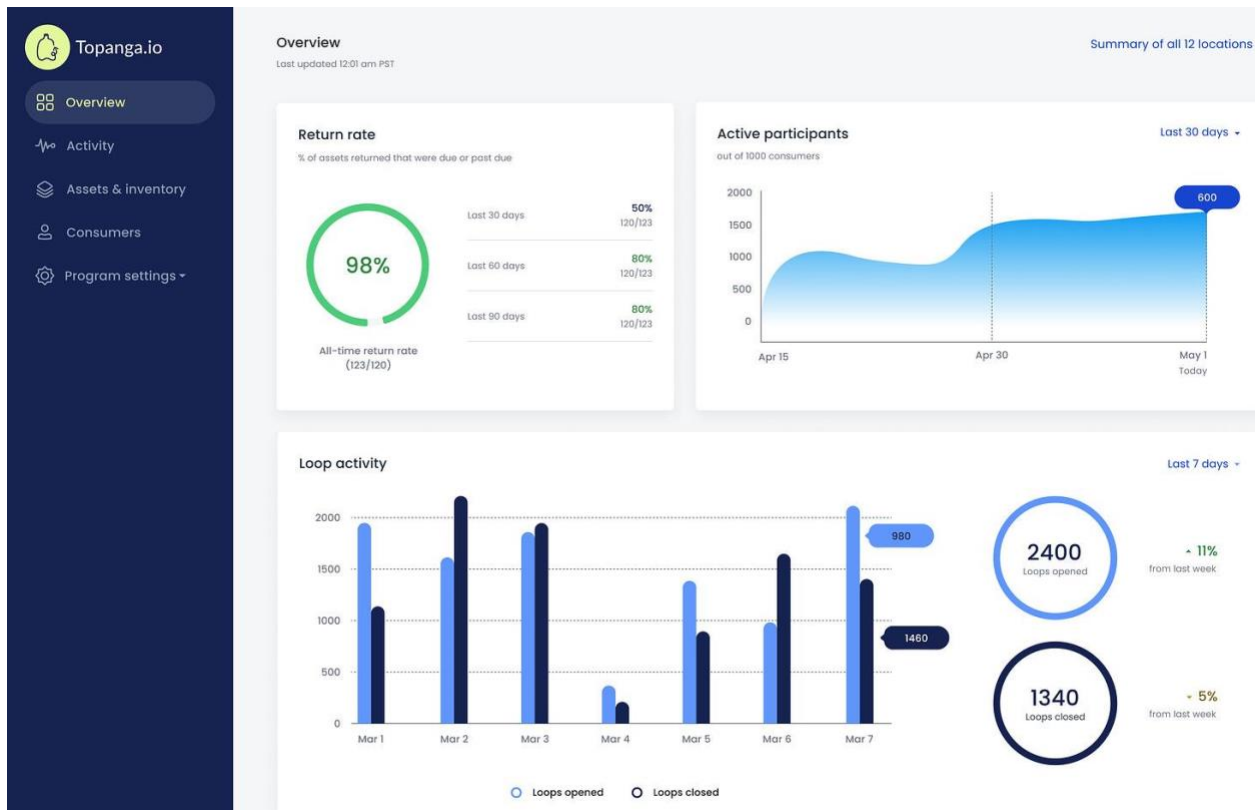 Topanga.io
Overview
Activity
Assets & inventory
Consumers
Program settings
Overview
Last updated 12:01 am PST
Summary of all 12 locations
Return rate
% of assets returned that were due or past due
98%
All-time return rate
(123/120)
Last 30 days 50%
120/123
Last 60 days 80%
120/123
Last 90 days 80%
120/123
Active participants
Last 30 days
out of 1000 consumers
2000
1500
1000
500
0
600
Apr 15 Apr 30 May 1
Today
Loop activity
Last 7 days
2000
1500
1000
500
0
980
1460
Mar 1 Mar 2 Mar 3 Mar 4 Mar 5 Mar 6 Mar 7
Loops opened Loops closed
2400
Loops opened
11%
from last week
1340
Loops closed
5%
from last week